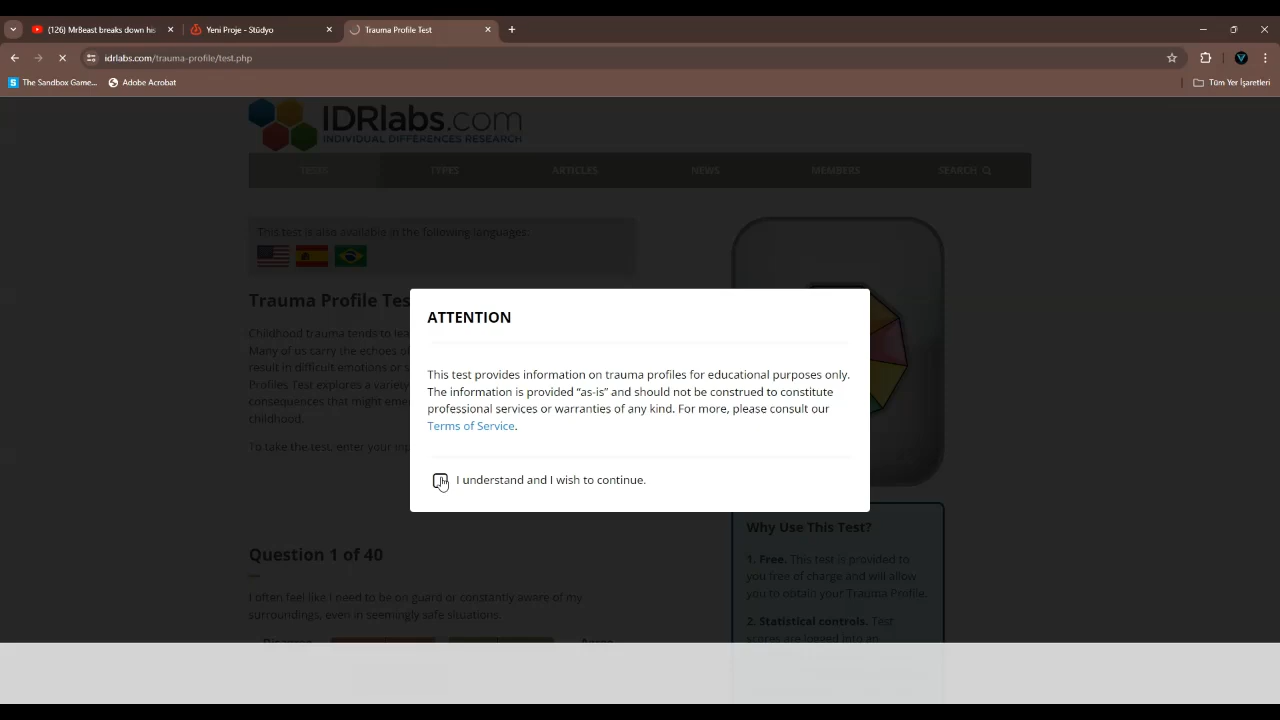 (126) MrBeast breaks down his
Yeni Proje - Stüdyo
Trauma Profile Test
idrlabs.com/trauma-profile/test.php
The Sandbox Game...
Adobe Acrobat
Tüm Yer İşaretleri
IDRlabs.com
INDIVIDUAL DIFFERENCES RESEARCH
TESTS TYPES ARTICLES NEWS MEMBERS SEARCH
This test is also available in the following languages:
Trauma Profile Tes
Childhood trauma tends to lea
Many of us carry the echoes of
result in difficult emotions or s
Profiles Test explores a variety
consequences that might eme
childhood.
To take the test, enter your inp
ATTENTION
This test provides information on trauma profiles for educational purposes only.
The information is provided “as-is” and should not be construed to constitute
professional services or warranties of any kind. For more, please consult our
Terms of Service.
I understand and I wish to continue.
Question 1 of 40
I often feel like I need to be on guard or constantly aware of my
surroundings, even in seemingly safe situations.
Disagree
Agree
Why Use This Test?
1. Free. This test is provided to
you free of charge and will allow
you to obtain your Trauma Profile.
2. Statistical controls. Test
scores are logged into an